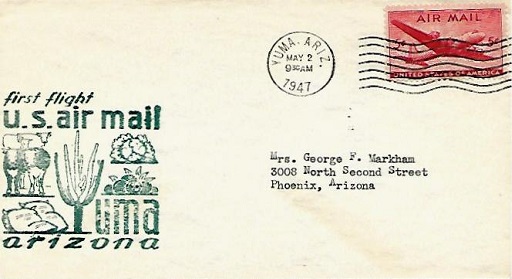 YUMA. ARIZ.
MAY 2
9 30 AM
1947
AIR MAIL
5¢ 5¢
UNITED STATES OF AMERICA
first flight
u.s. air mail
yuma
arizona
Mrs. George F. Markham
3008 North Second Street
Phoenix, Arizona